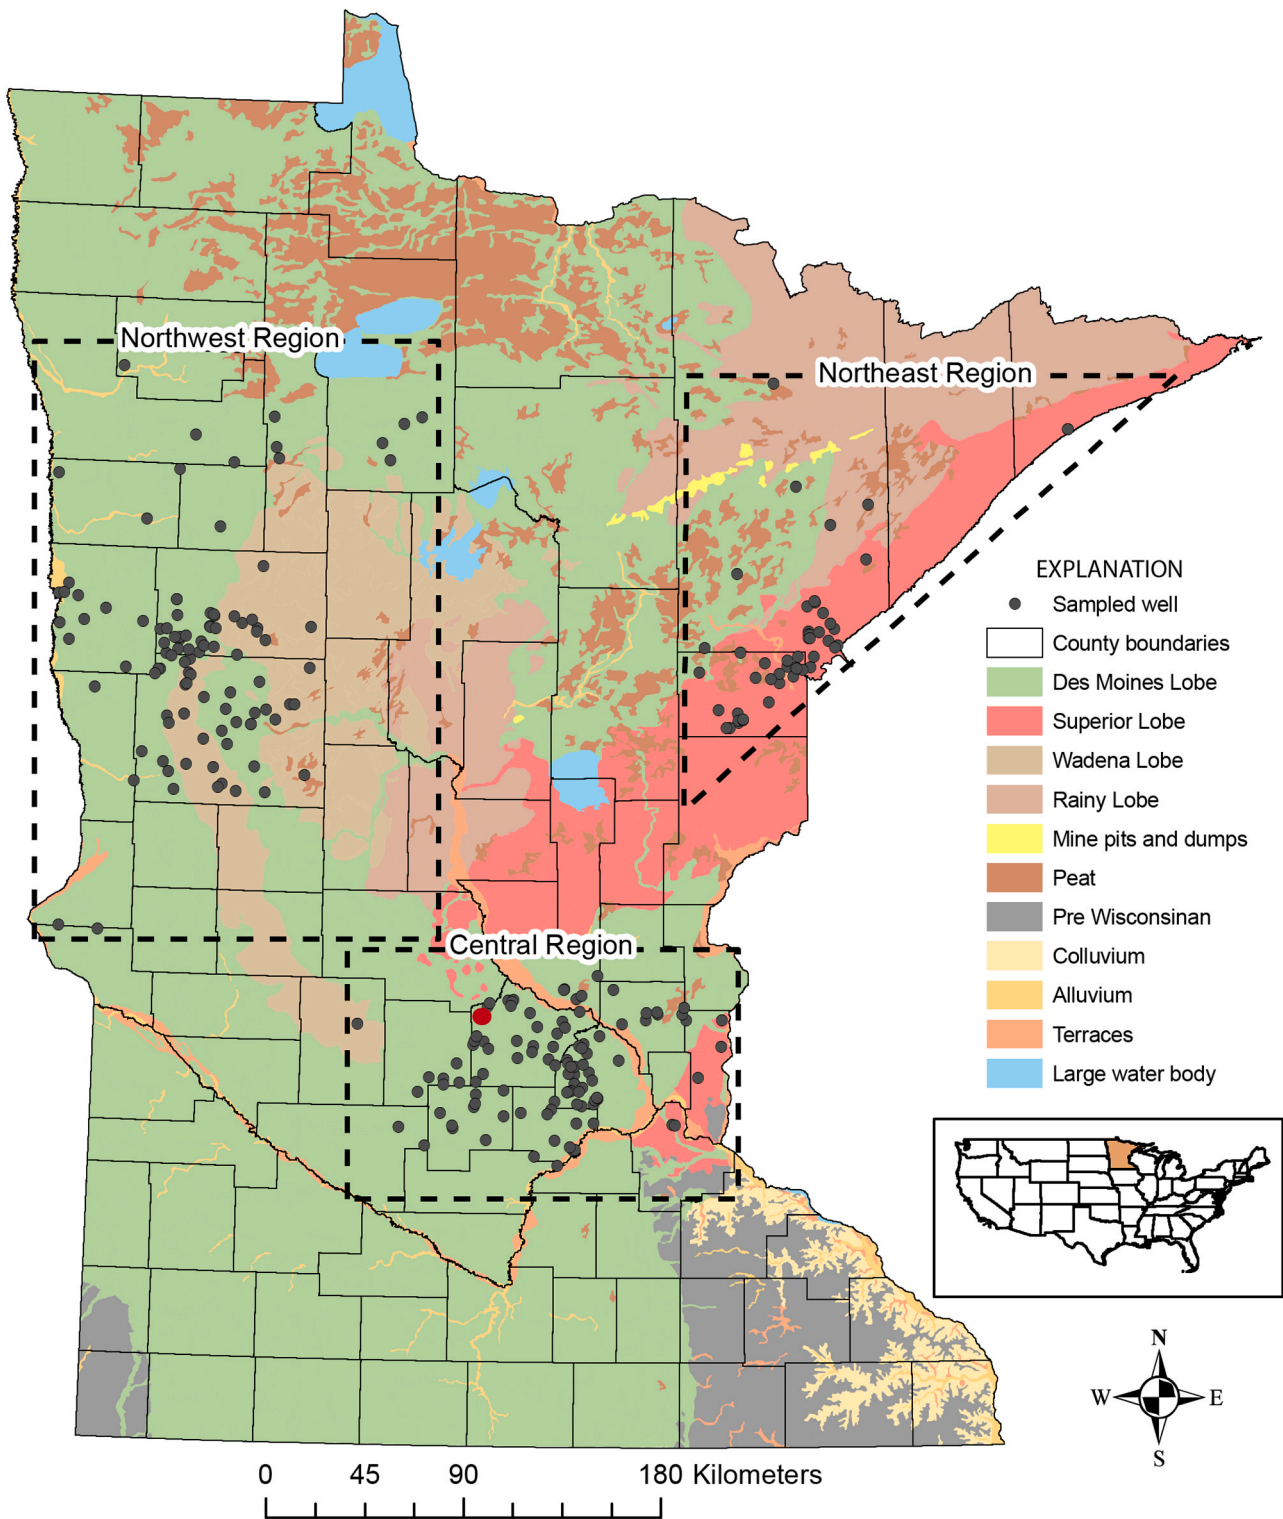 Northwest Region
Northeast Region
Central Region
EXPLANATION
Sampled well
County boundaries
Des Moines Lobe
Superior Lobe
Wadena Lobe
Rainy Lobe
Mine pits and dumps
Peat
Pre Wisconsinan
Colluvium
Alluvium
Terraces
Large water body
N
W E
S
0 45 90 180 Kilometers